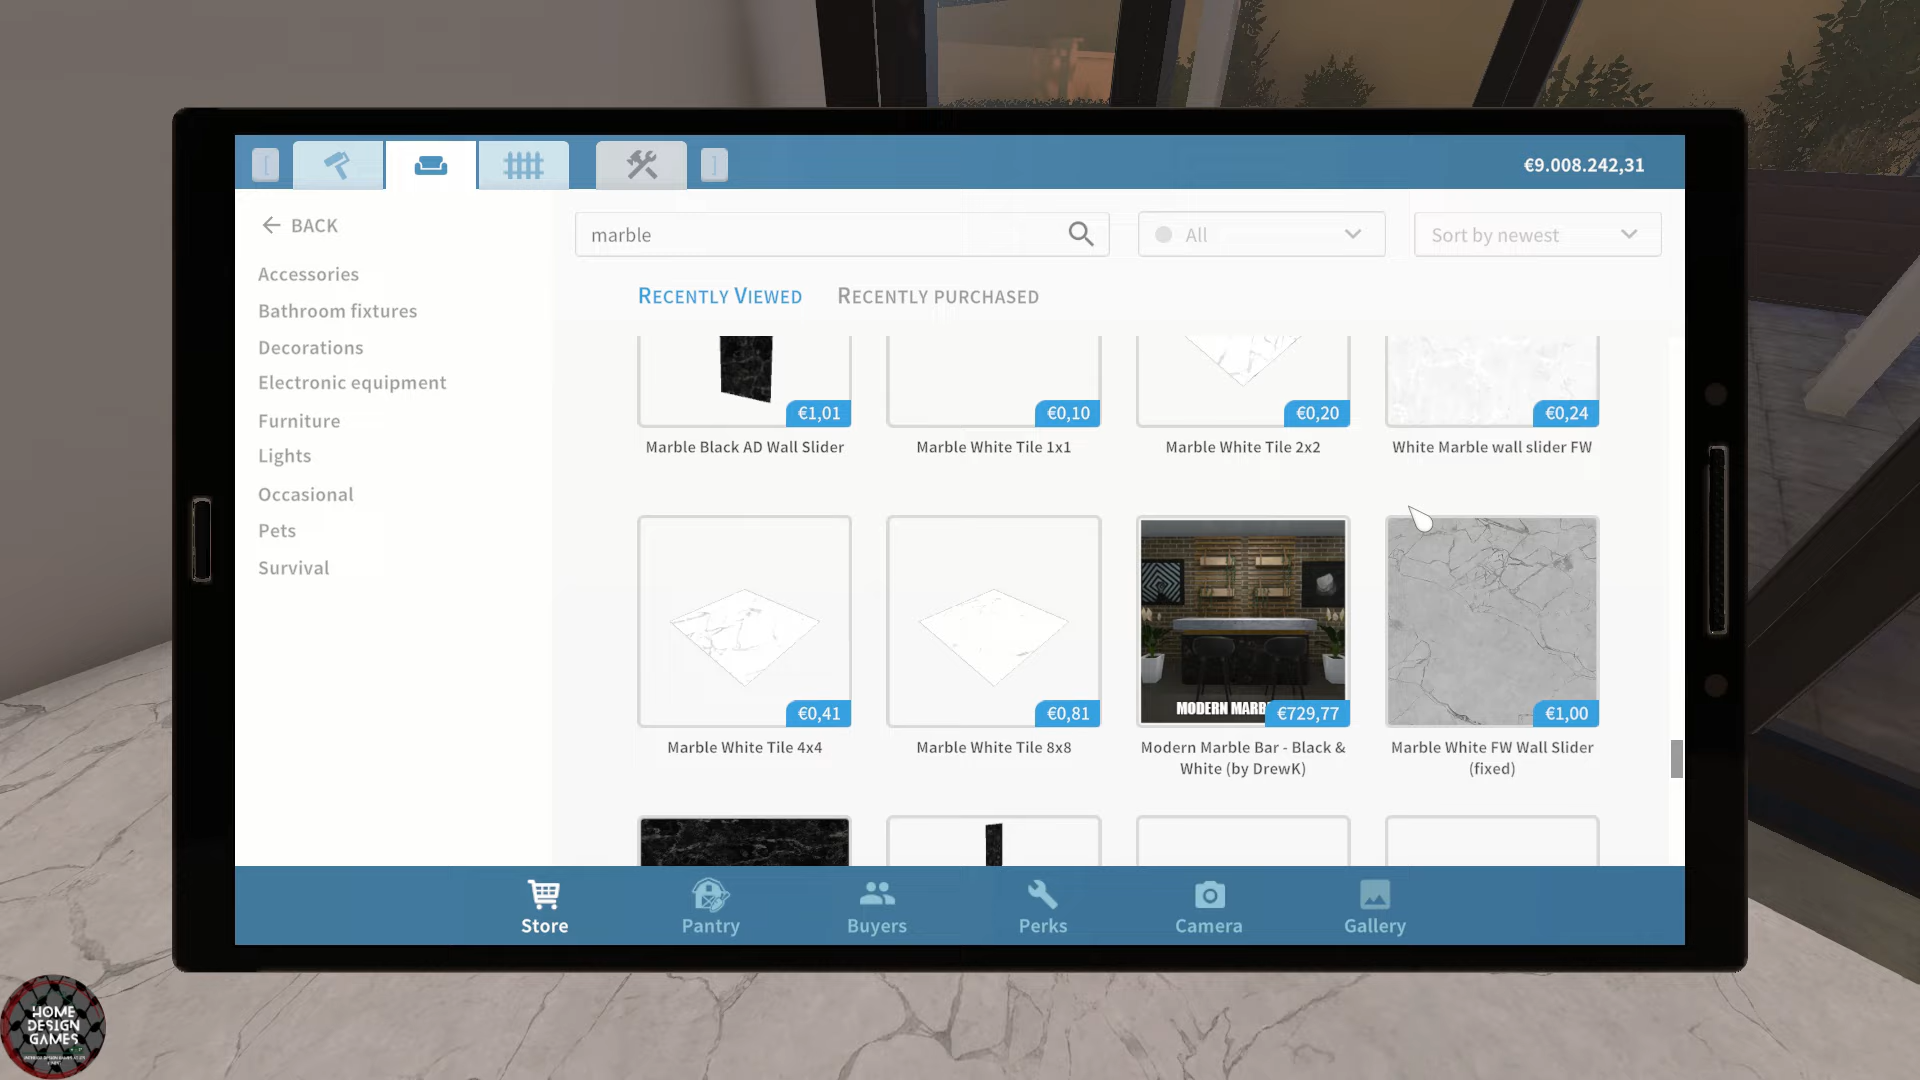 [
]
€9.008.242,31
BACK
marble
All
Sort by newest
Accessories
Bathroom fixtures
Decorations
Electronic equipment
Furniture
Lights
Occasional
Pets
Survival
RECENTLY VIEWED
RECENTLY PURCHASED
€1,01
€0,10
€0,20
€0,24
Marble Black AD Wall Slider
Marble White Tile 1x1
Marble White Tile 2x2
White Marble wall slider FW
MODERN MARB
€0,41
€0,81
€729,77
€1,00
Marble White Tile 4x4
Marble White Tile 8x8
Modern Marble Bar - Black &
White (by DrewK)
Marble White FW Wall Slider
(fixed)
Store
Pantry
Buyers
Perks
Camera
Gallery
HOME
DESIGN
GAMES